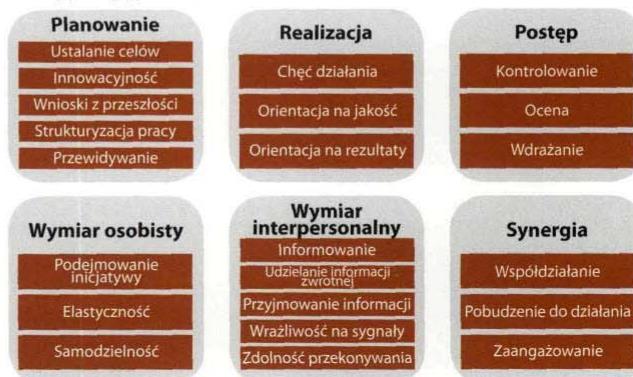 Planowanie
Ustalanie celów
Innowacyjność
Wnioski z przeszłości
Strukturyzacja pracy
Przewidywanie
Realizacja
Chęć działania
Orientacja na jakość
Orientacja na rezultaty
Postęp
Kontrolowanie
Ocena
Wdrażanie
Wymiar osobisty
Podejmowanie
inicjatywy
Elastyczność
Samodzielność
Wymiar
interpersonalny
Informowanie
Udzielanie informacji
zwrotnej
Przyjmowanie informacji
Wrażliwość na sygnały
Zdolność przekonywania
Synergia
Współdziałanie
Pobudzenie do działania
Zaangażowanie